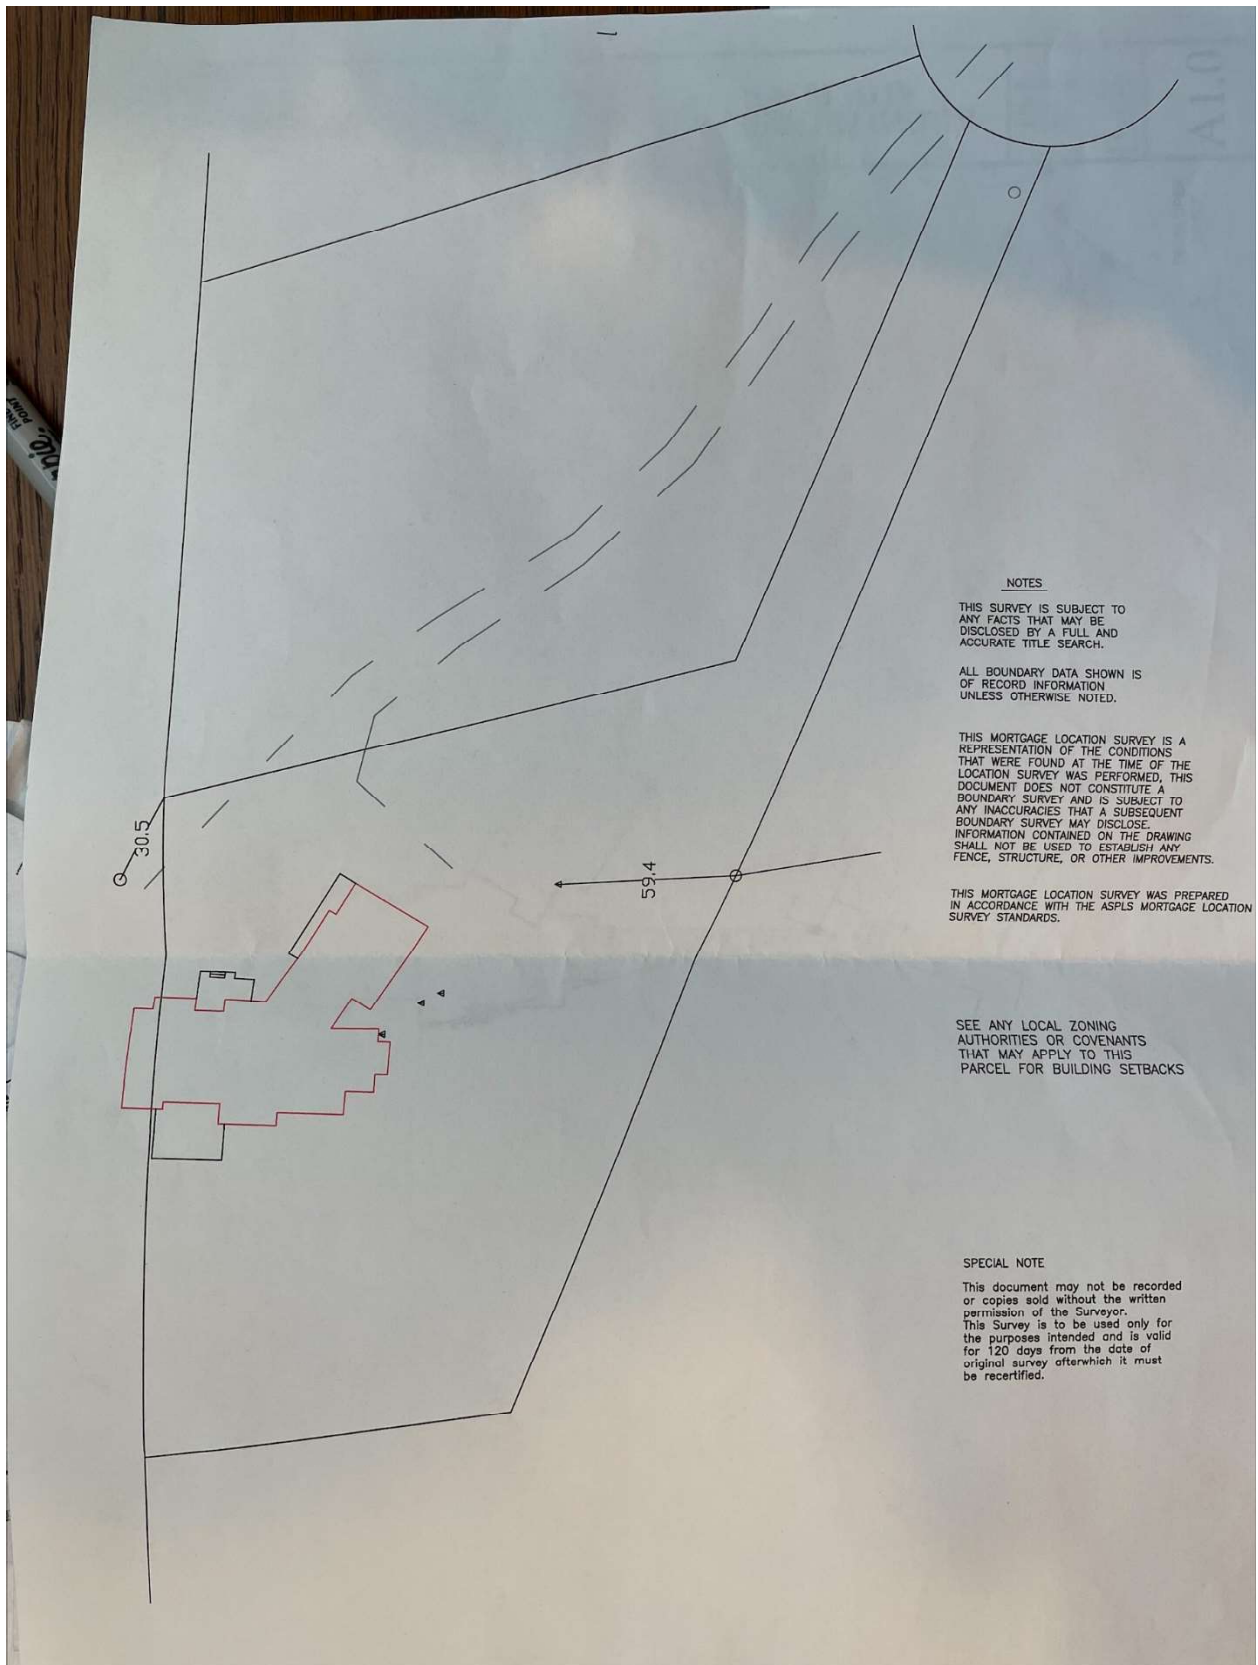 30.5
59.4
NOTES
THIS SURVEY IS SUBJECT TO
ANY FACTS THAT MAY BE
DISCLOSED BY A FULL AND
ACCURATE TITLE SEARCH.
ALL BOUNDARY DATA SHOWN IS
OF RECORD INFORMATION
UNLESS OTHERWISE NOTED.
THIS MORTGAGE LOCATION SURVEY IS A
REPRESENTATION OF THE CONDITIONS
THAT WERE FOUND AT THE TIME OF THE
LOCATION SURVEY WAS PERFORMED, THIS
DOCUMENT DOES NOT CONSTITUTE A
BOUNDARY SURVEY AND IS SUBJECT TO
ANY INACCURACIES THAT A SUBSEQUENT
BOUNDARY SURVEY MAY DISCLOSE.
INFORMATION CONTAINED ON THE DRAWING
SHALL NOT BE USED TO ESTABLISH ANY
FENCE, STRUCTURE, OR OTHER IMPROVEMENTS.
THIS MORTGAGE LOCATION SURVEY WAS PREPARED
IN ACCORDANCE WITH THE ASPLS MORTGAGE LOCATION
SURVEY STANDARDS.
SEE ANY LOCAL ZONING
AUTHORITIES OR COVENANTS
THAT MAY APPLY TO THIS
PARCEL FOR BUILDING SETBACKS
SPECIAL NOTE
This document may not be recorded
or copies sold without the written
permission of the Surveyor.
This Survey is to be used only for
the purposes intended and is valid
for 120 days from the date of
original survey afterwhich it must
be recertified.
POINT
A1.0